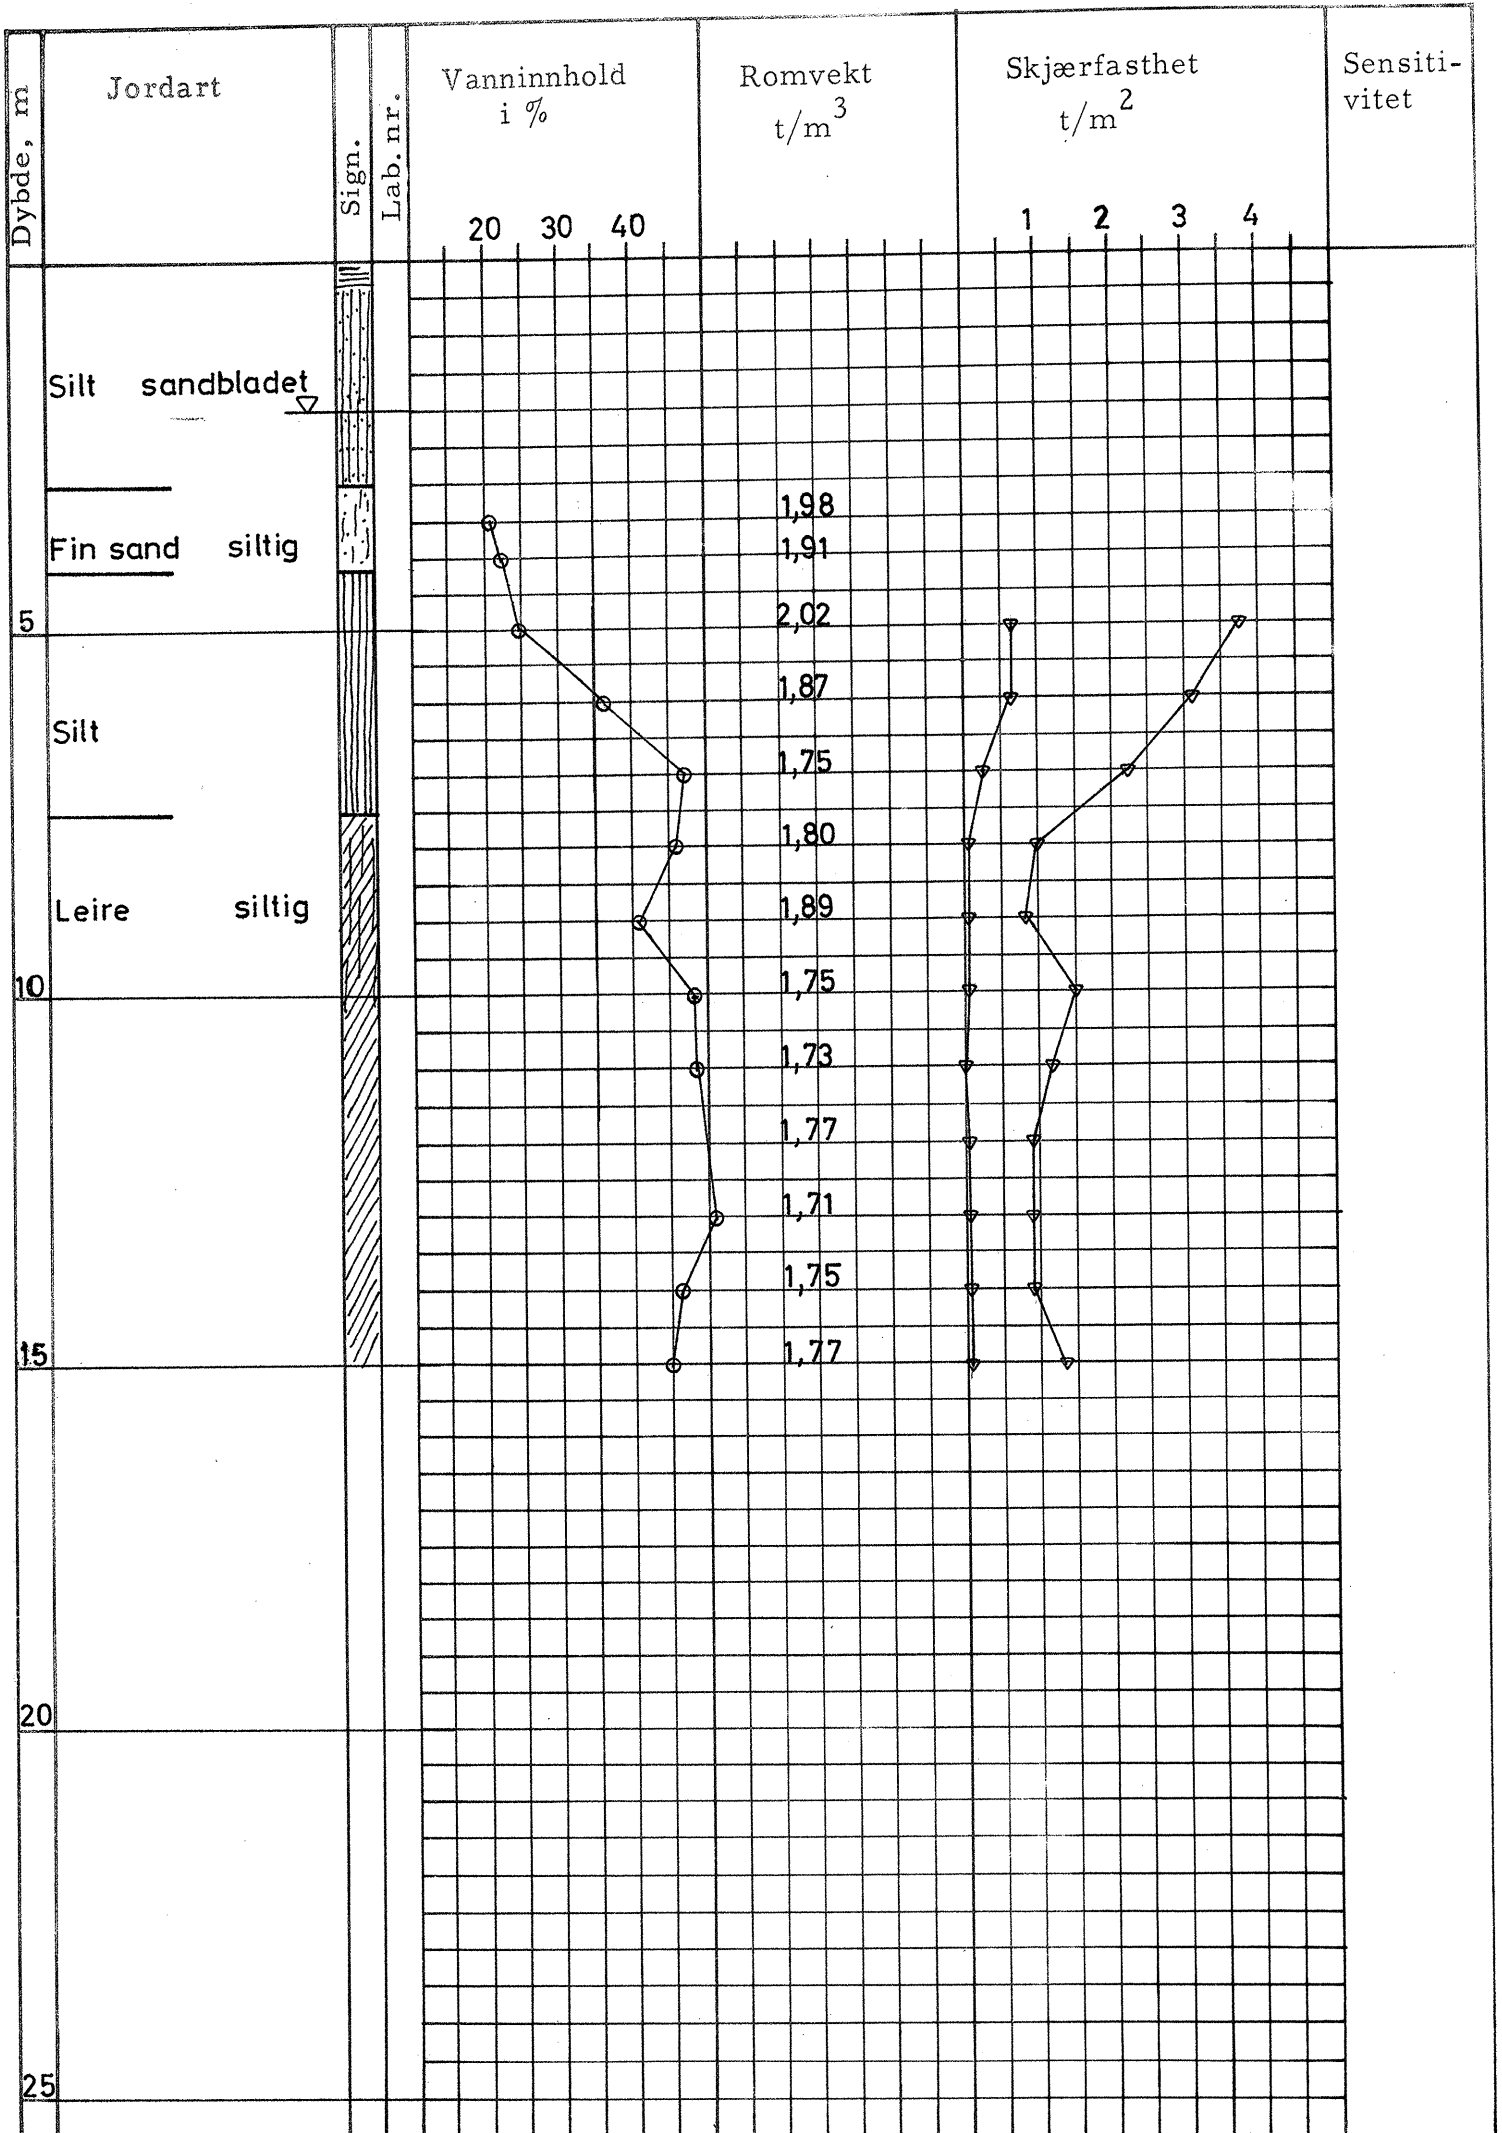 Dybde, m
Jordart
Sign.
Lab. nr.
Vanninnhold
i %
Romvekt
t/m3
Skjærfasthet
t/m2
Sensiti-
vitet
20 30 40
1 2 3 4
Silt sandbladet
1,98
Fin sand siltig
1,91
5
2,02
1,87
Silt
1,75
1,80
Leire siltig
1,89
10
1,75
1,73
1,77
1,71
1,75
15
1,77
20
25